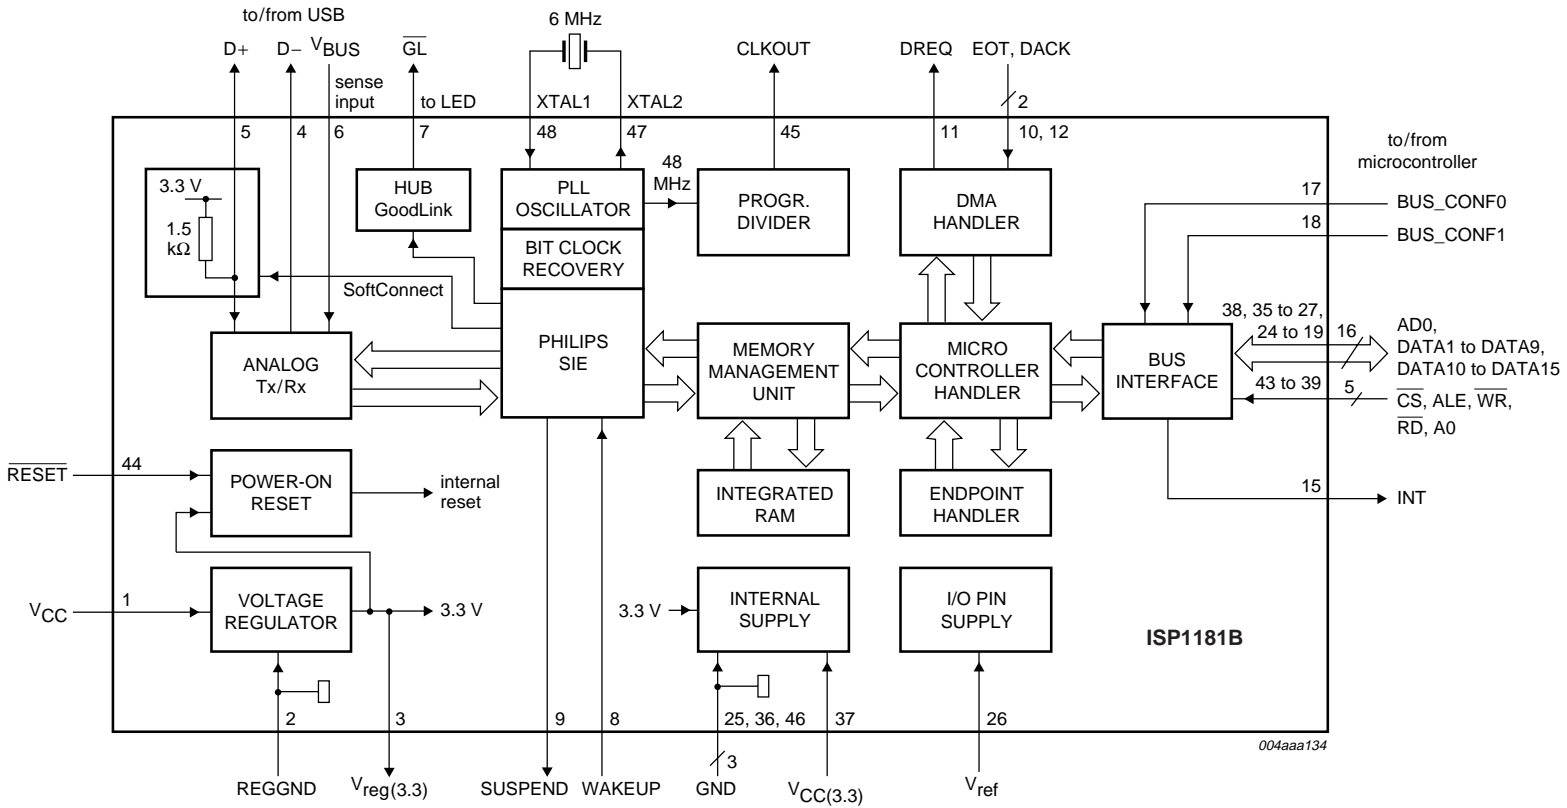 to/from USB
6 MHz
D+
D−
VBUS
GL
CLKOUT
DREQ
EOT, DACK
sense
input
to LED
XTAL1
XTAL2
2
5
4
6
7
48
47
45
11
10, 12
to/from
microcontroller
3.3 V
1.5
kΩ
HUB
GoodLink
PLL
OSCILLATOR
48
MHz
PROGR.
DIVIDER
DMA
HANDLER
17
BUS_CONF0
18
BUS_CONF1
BIT CLOCK
RECOVERY
SoftConnect
ANALOG
Tx/Rx
PHILIPS
SIE
MEMORY
MANAGEMENT
UNIT
MICRO
CONTROLLER
HANDLER
BUS
INTERFACE
38, 35 to 27,
24 to 19
16
AD0,
DATA1 to DATA9,
DATA10 to DATA15
43 to 39
5
CS, ALE, WR,
RD, A0
RESET
44
POWER-ON
RESET
internal
reset
INTEGRATED
RAM
ENDPOINT
HANDLER
15
INT
VCC
1
VOLTAGE
REGULATOR
3.3 V
3.3 V
INTERNAL
SUPPLY
I/O PIN
SUPPLY
ISP1181B
2
3
9
8
25, 36, 46
37
26
3
004aaa134
REGGND
Vreg(3.3)
SUSPEND
WAKEUP
GND
VCC(3.3)
Vref